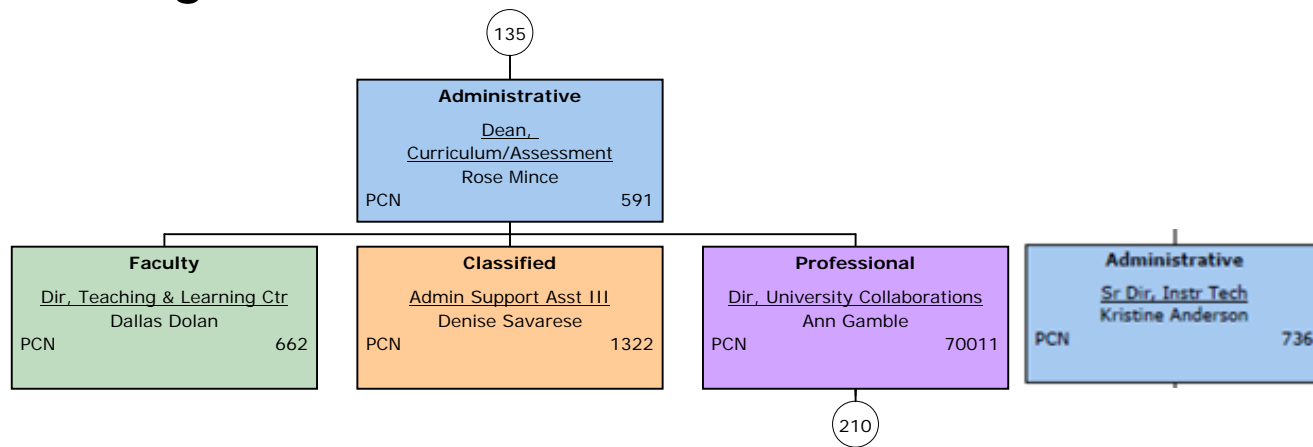 135
Administrative
Dean,
Curriculum/Assessment
Rose Mince
PCN 591
Faculty
Dir, Teaching & Learning Ctr
Dallas Dolan
PCN 662
Classified
Admin Support Asst III
Denise Savarese
PCN 1322
Professional
Dir, University Collaborations
Ann Gamble
PCN 70011
Administrative
Sr Dir, Instr Tech
Kristine Anderson
PCN 736
210